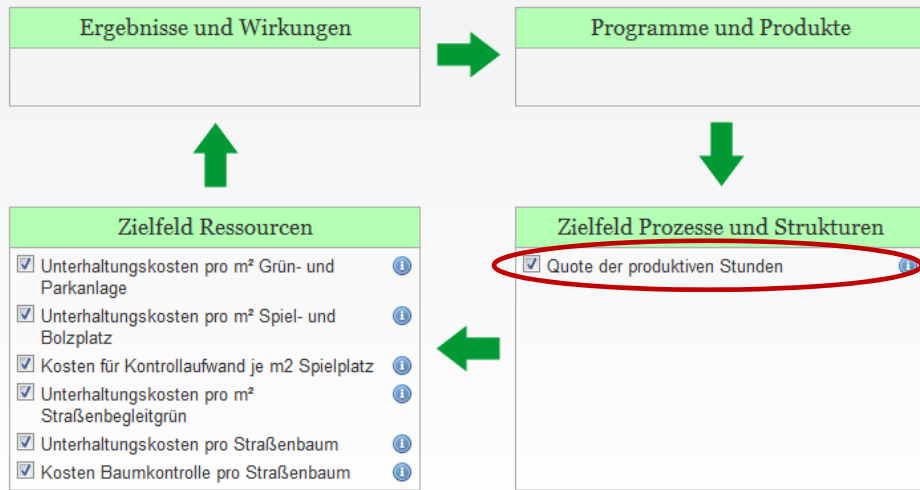 Ergebnisse und Wirkungen
Programme und Produkte
Zielfeld Ressourcen
Unterhaltungskosten pro m² Grün- und
Parkanlage
Unterhaltungskosten pro m² Spiel- und
Bolzplatz
Kosten für Kontrollaufwand je m2 Spielplatz
Unterhaltungskosten pro m²
Straßenbegleitgrün
Unterhaltungskosten pro Straßenbaum
Kosten Baumkontrolle pro Straßenbaum
Zielfeld Prozesse und Strukturen
Quote der produktiven Stunden